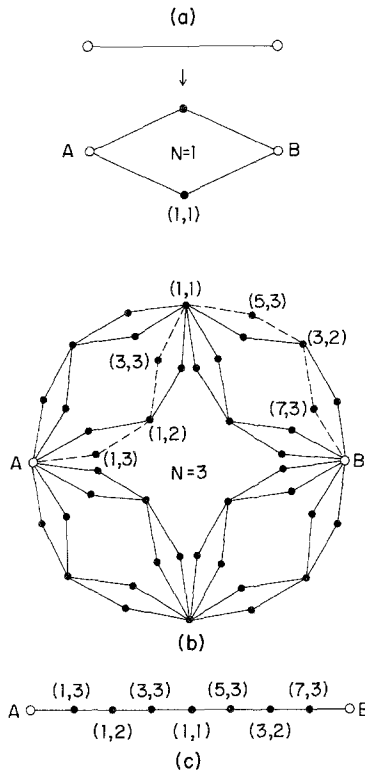 (a)
A
B
N=1
(1,1)
(1,1)
(5,3)
(3,2)
(3,3)
(7,3)
(1,2)
(1,3)
A
N=3
B
(b)
(1,3) (3,3) (5,3) (7,3)
A
B
(1,2) (1,1) (3,2)
(c)